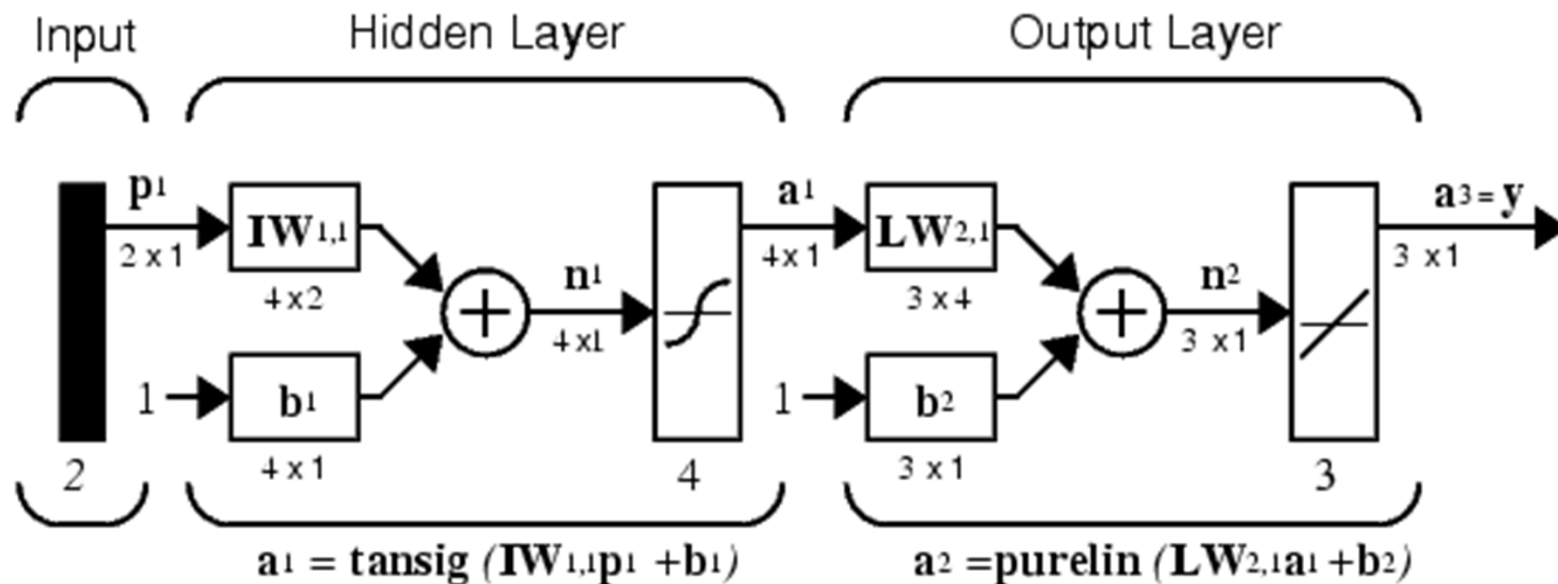 Input Hidden Layer Output Layer
p1 a1 a3 = y
IW1,1 LW2,1
2 x 1 4 x 1 3 x 1
4 x 2 n1 3 x 4 n2
4 x 1 3 x 1
1 b1 1 b2
2 4 x 1 4 3 x 1 3
a1 = tansig (IW1,1p1 +b1) a2 =purelin (LW2,1a1 +b2)